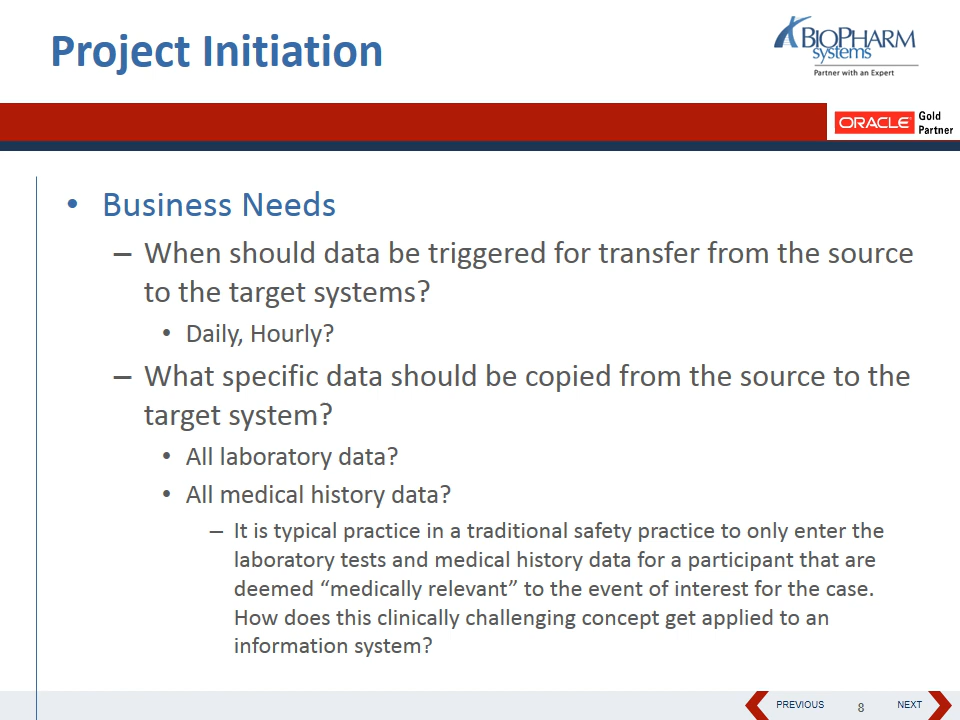 Project Initiation
BIOPHARM
systems
Partner with an Expert
ORACLE
Gold
Partner
• Business Needs
– When should data be triggered for transfer from the source
to the target systems?
• Daily, Hourly?
– What specific data should be copied from the source to the
target system?
• All laboratory data?
• All medical history data?
– It is typical practice in a traditional safety practice to only enter the
laboratory tests and medical history data for a participant that are
deemed “medically relevant” to the event of interest for the case.
How does this clinically challenging concept get applied to an
information system?
PREVIOUS 8 NEXT